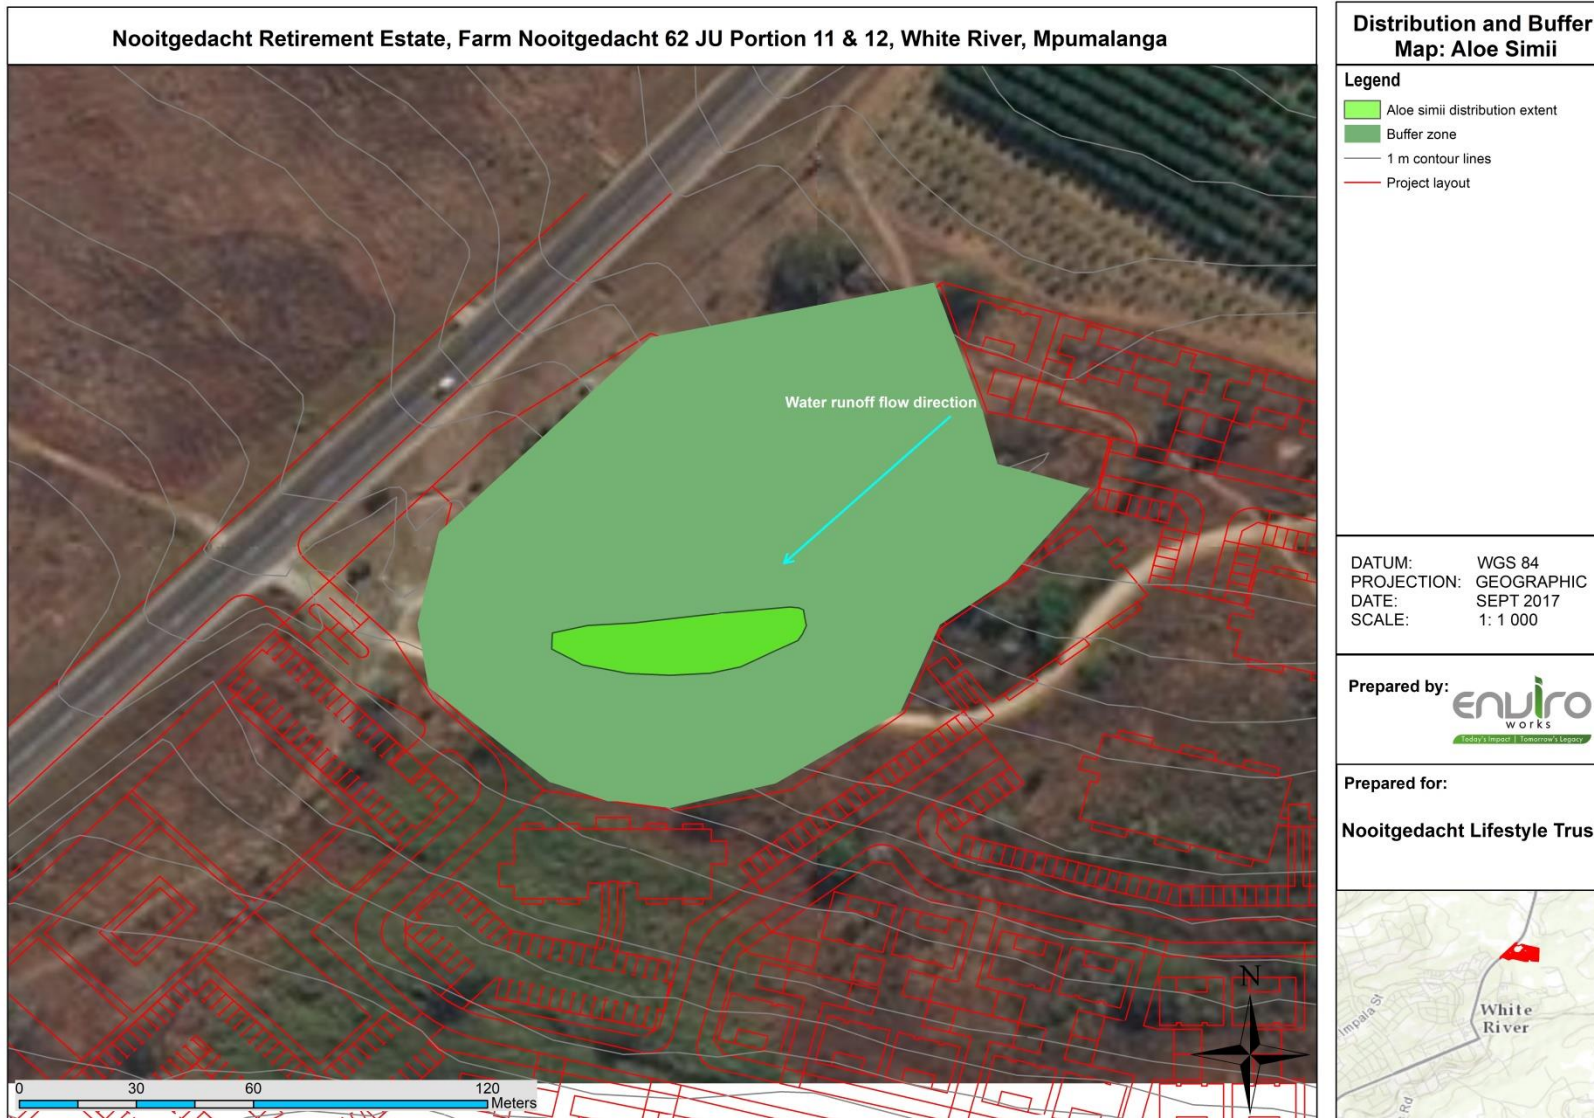 Nooitgedacht Retirement Estate, Farm Nooitgedacht 62 JU Portion 11 & 12, White River, Mpumalanga
Distribution and Buffer
Map: Aloe Simii
Legend
Aloe simii distribution extent
Buffer zone
1 m contour lines
Project layout
Water runoff flow direction
DATUM: WGS 84
PROJECTION: GEOGRAPHIC
DATE: SEPT 2017
SCALE: 1: 1 000
Prepared by:
enviro
works
Today's Impact | Tomorrow's Legacy
Prepared for:
Nooitgedacht Lifestyle Trus
Impala St
White
River
Rd
N
0 30 60 120
Meters